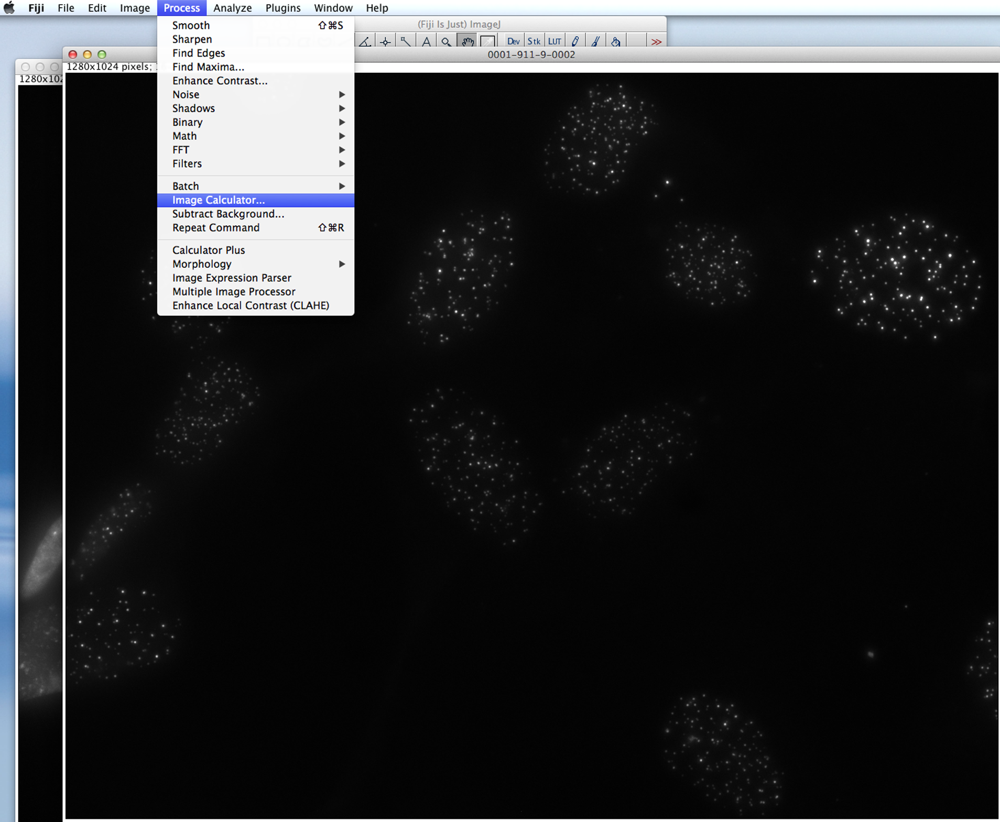 Fiji File Edit Image Process Analyze Plugins Window Help
(Fiji Is Just) ImageJ
Dev Stk LUT >>
0001-911-9-0002
1280x1024 pixels;
1280x102
Smooth ⇧⌘S
Sharpen
Find Edges
Find Maxima...
Enhance Contrast...
Noise
Shadows
Binary
Math
FFT
Filters
Batch
Image Calculator...
Subtract Background...
Repeat Command ⇧⌘R
Calculator Plus
Morphology
Image Expression Parser
Multiple Image Processor
Enhance Local Contrast (CLAHE)